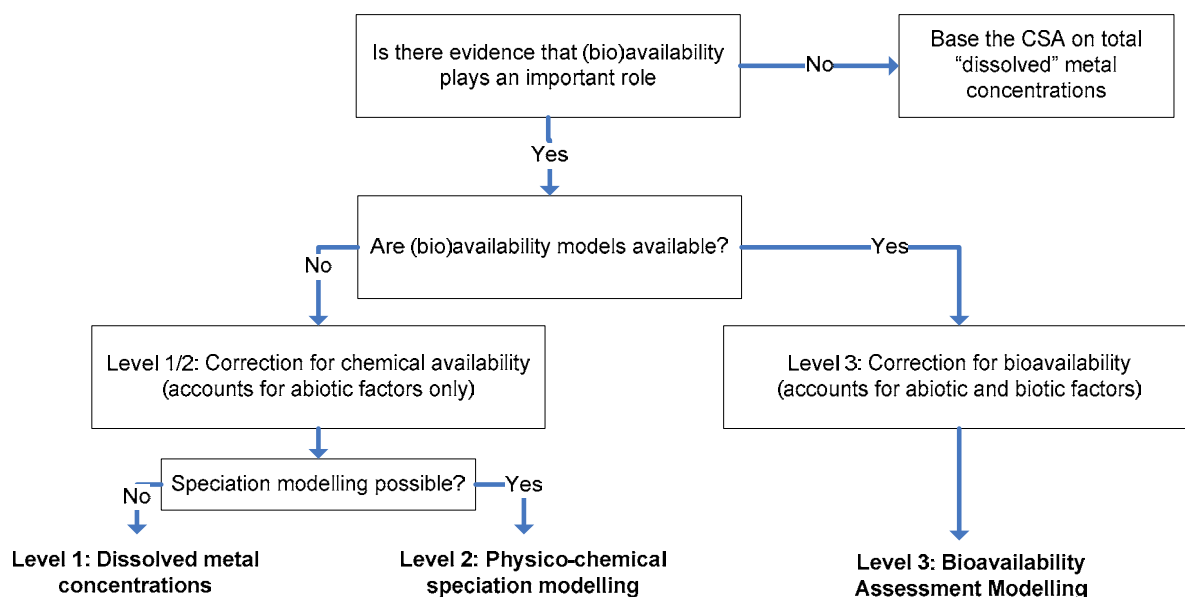 Is there evidence that (bio)availability
plays an important role
No
Base the CSA on total
“dissolved” metal
concentrations
Yes
Are (bio)availability models available?
No
Yes
Level 1/2: Correction for chemical availability
(accounts for abiotic factors only)
Level 3: Correction for bioavailability
(accounts for abiotic and biotic factors)
Speciation modelling possible?
No
Yes
Level 1: Dissolved metal
concentrations
Level 2: Physico-chemical
speciation modelling
Level 3: Bioavailability
Assessment Modelling